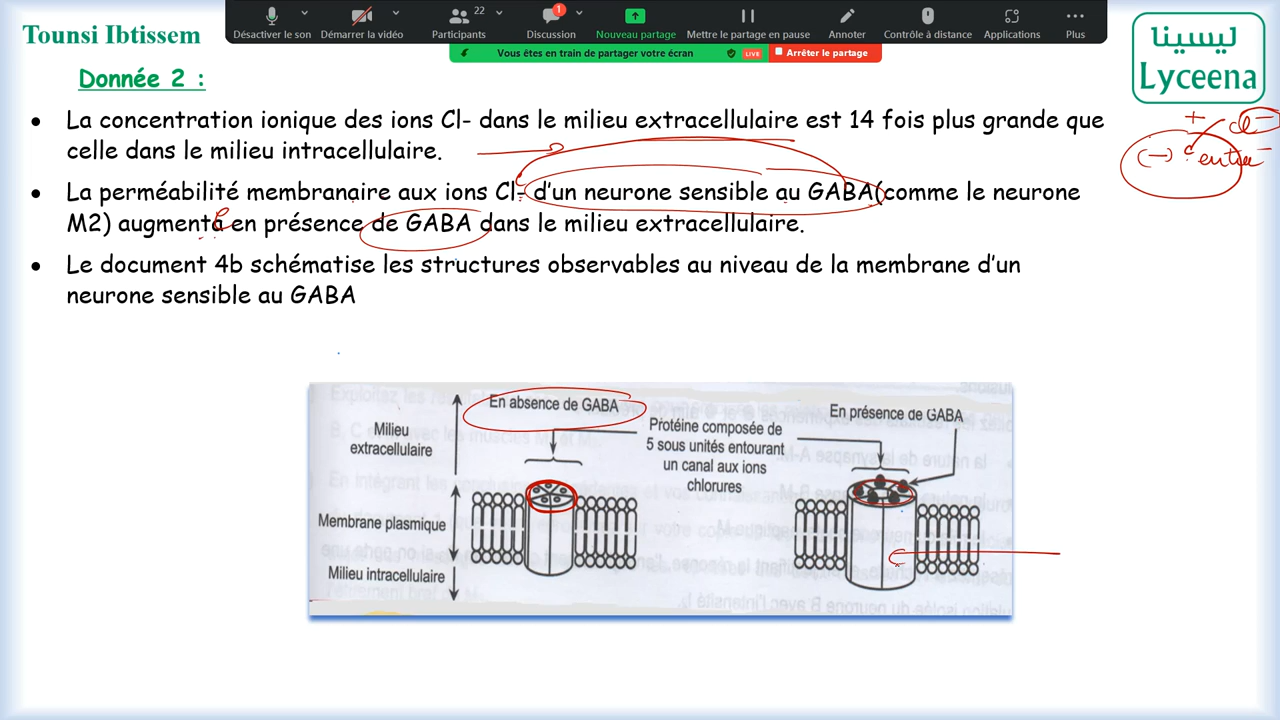 Tounsi Ibtissem
Désactiver le son
Démarrer la vidéo
22
Participants
1
Discussion
Nouveau partage
Mettre le partage en pause
Annoter
Contrôle à distance
Applications
Plus
Vous êtes en train de partager votre écran
LIVE
Arrêter le partage
ليسينا
Lyceena
Donnée 2 :
• La concentration ionique des ions Cl- dans le milieu extracellulaire est 14 fois plus grande que
celle dans le milieu intracellulaire.
+ Cl-
(-) entrée
• La perméabilité membranaire aux ions Cl- d'un neurone sensible au GABA(comme le neurone
M2) augmenta en présence de GABA dans le milieu extracellulaire.
• Le document 4b schématise les structures observables au niveau de la membrane d'un
neurone sensible au GABA
En absence de GABA
En présence de GABA
Milieu
extracellulaire
Protéine composée de
5 sous unités entourant
un canal aux ions
chlorures
Membrane plasmique
Milieu intracellulaire